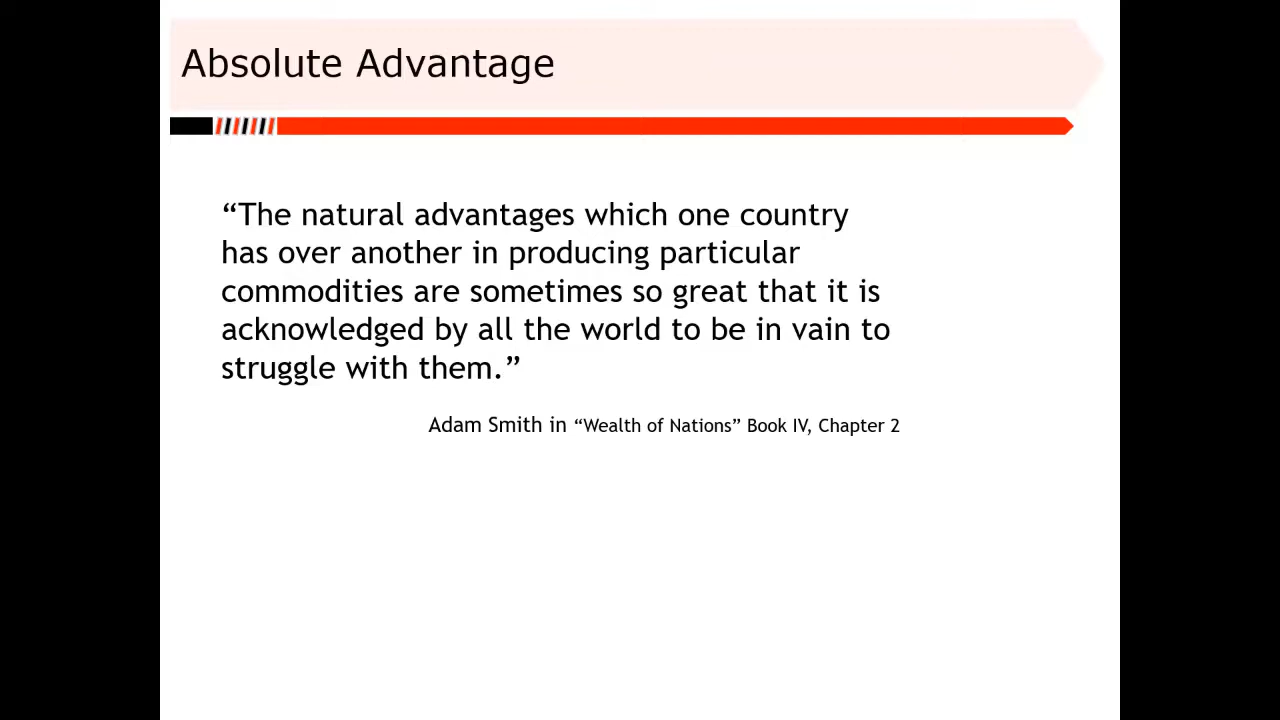 Absolute Advantage
“The natural advantages which one country
has over another in producing particular
commodities are sometimes so great that it is
acknowledged by all the world to be in vain to
struggle with them.”
Adam Smith in “Wealth of Nations” Book IV, Chapter 2